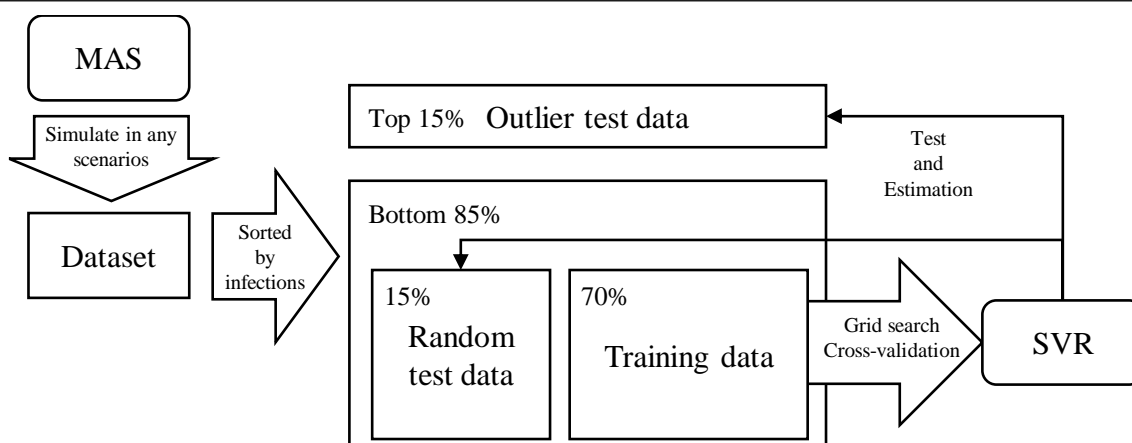 MAS
Simulate in any
scenarios
Dataset
Sorted
by
infections
Top 15% Outlier test data
Bottom 85%
15%
Random
test data
70%
Training data
Test
and
Estimation
Grid search
Cross-validation
SVR